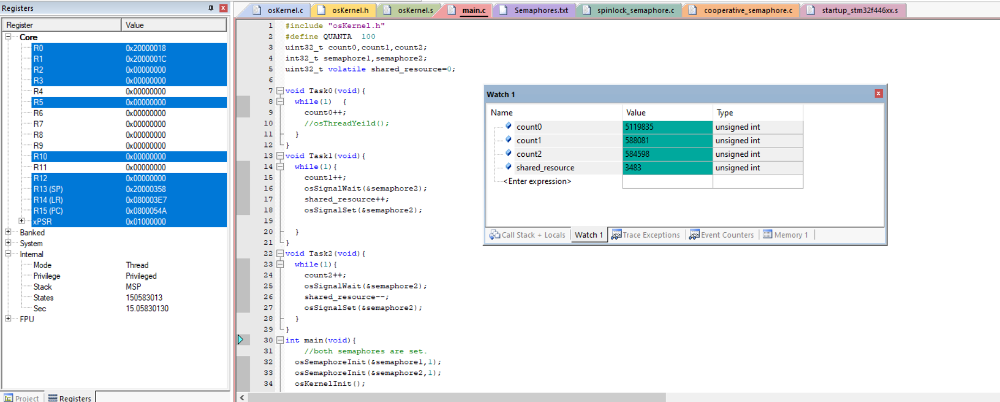 Registers
Register Value
Core
R0 0x20000018
R1 0x2000001C
R2 0x00000000
R3 0x00000000
R4 0x00000000
R5 0x00000000
R6 0x00000000
R7 0x00000000
R8 0x00000000
R9 0x00000000
R10 0x00000000
R11 0x00000000
R12 0x00000000
R13 (SP) 0x20000358
R14 (LR) 0x080003E7
R15 (PC) 0x0800054A
xPSR 0x01000000
Banked
System
Internal
Mode Thread
Privilege Privileged
Stack MSP
States 150583013
Sec 15.05830130
FPU
Project Registers
osKernel.c osKernel.h osKernel.s main.c Semaphores.txt spinlock_semaphore.c cooperative_semaphore.c startup_stm32f446xx.s
1 #include "osKernel.h"
2 #define QUANTA 100
3 uint32_t count0,count1,count2;
4 int32_t semaphore1,semaphore2;
5 uint32_t volatile shared_resource=0;
6
7 void Task0(void){
8 while(1) {
9 count0++;
10 //osThreadYeild();
11 }
12 }
13 void Task1(void){
14 while(1){
15 count1++;
16 osSignalWait(&semaphore2);
17 shared_resource++;
18 osSignalSet(&semaphore2);
19
20 }
21 }
22 void Task2(void){
23 while(1){
24 count2++;
25 osSignalWait(&semaphore2);
26 shared_resource--;
27 osSignalSet(&semaphore2);
28 }
29 }
30 int main(void){
31 //both semaphores are set.
32 osSemaphoreInit(&semaphore1,1);
33 osSemaphoreInit(&semaphore2,1);
34 osKernelInit();
Watch 1
Name Value Type
count0 5119835 unsigned int
count1 588081 unsigned int
count2 584598 unsigned int
shared_resource 3483 unsigned int
<Enter expression>
Call Stack + Locals Watch 1 Trace Exceptions Event Counters Memory 1